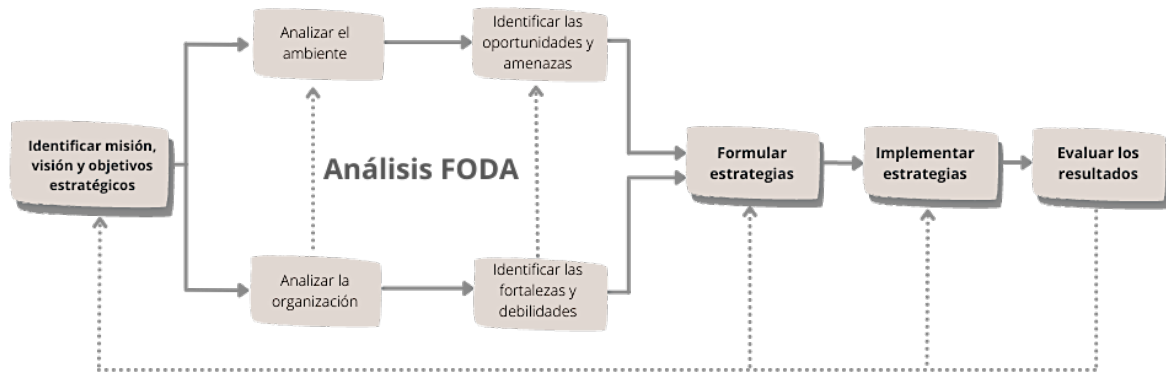 Identificar misión,
visión y objetivos
estratégicos
Analizar el
ambiente
Identificar las
oportunidades y
amenazas
Análisis FODA
Analizar la
organización
Identificar las
fortalezas y
debilidades
Formular
estrategias
Implementar
estrategias
Evaluar los
resultados